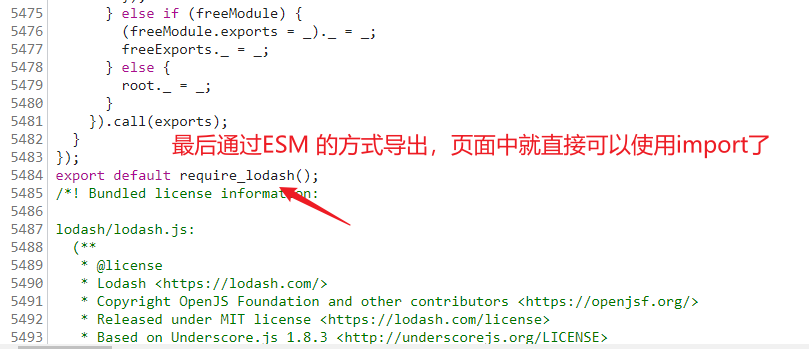 5475 } else if (freeModule) {
5476 (freeModule.exports = _)._ = _;
5477 freeExports._ = _;
5478 } else {
5479 root._ = _;
5480 }
5481 }).call(exports);
5482 }
最后通过ESM 的方式导出，页面中就直接可以使用import了
5483 });
5484 export default require_lodash();
5485 /*! Bundled license information:
5486
5487 lodash/lodash.js:
5488 (**
5489 * @license
5490 * Lodash <https://lodash.com/>
5491 * Copyright OpenJS Foundation and other contributors <https://openjsf.org/>
5492 * Released under MIT license <https://lodash.com/license>
5493 * Based on Underscore.js 1.8.3 <http://underscorejs.org/LICENSE>